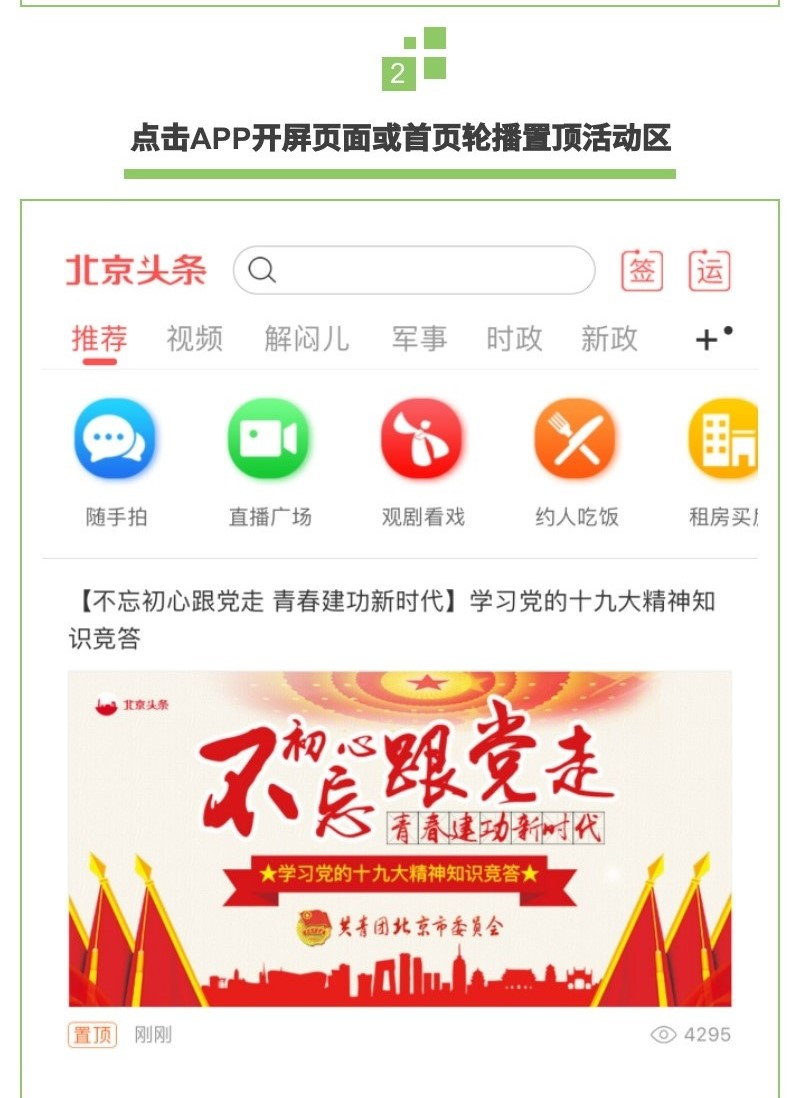 2
点击APP开屏页面或首页轮播置顶活动区
北京头条
签 运
推荐 视频 解闷儿 军事 时政 新政
随手拍 直播广场 观剧看戏 约人吃饭 租房买
【不忘初心跟党走 青春建功新时代】学习党的十九大精神知
识竞答
北京头条
不忘初心跟党走
青春建功新时代
★学习党的十九大精神知识竞答★
共青团北京市委员会
置顶 刚刚 4295